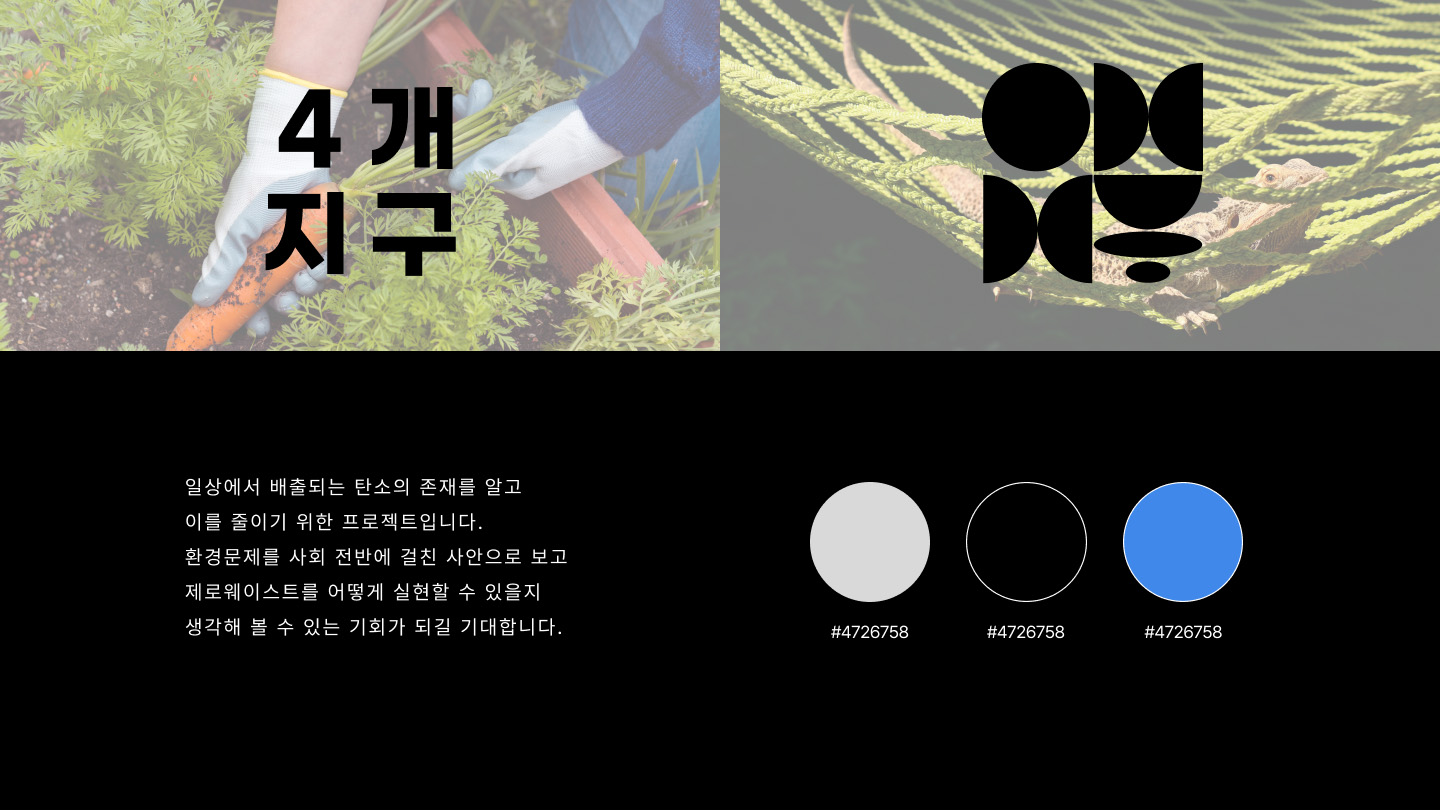 4 개
지구
일상에서 배출되는 탄소의 존재를 알고
이를 줄이기 위한 프로젝트입니다.
환경문제를 사회 전반에 걸친 사안으로 보고
제로웨이스트를 어떻게 실현할 수 있을지
생각해 볼 수 있는 기회가 되길 기대합니다.
#4726758
#4726758
#4726758